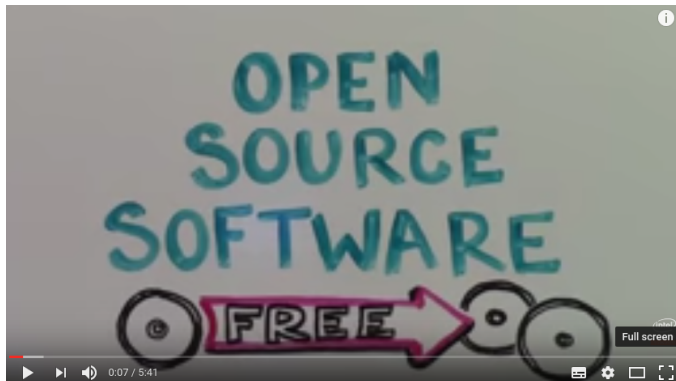 OPEN
SOURCE
SOFTWARE
FREE
Full screen
0:07 / 5:41